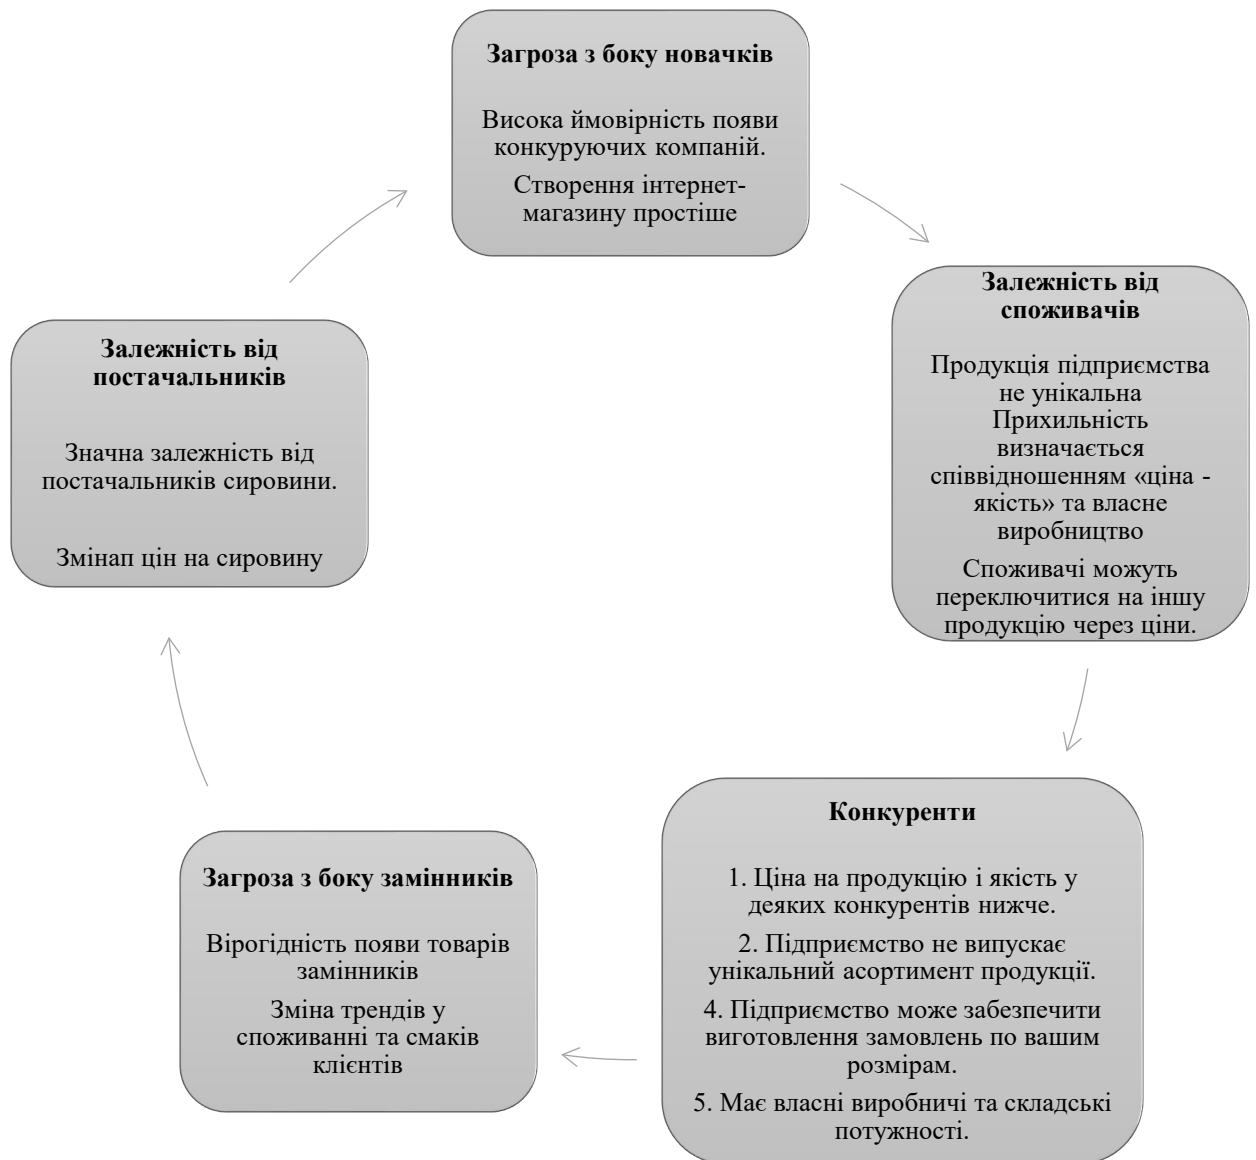 Загроза з боку новачків
Висока ймовірність появи
конкуруючих компаній.
Створення інтернет-
магазину простіше
Залежність від
споживачів
Продукція підприємства
не унікальна
Прихильність
визначається
співвідношенням «ціна -
якість» та власне
виробництво
Споживачі можуть
переключитися на іншу
продукцію через ціни.
Конкуренти
1. Ціна на продукцію і якість у
деяких конкурентів нижче.
2. Підприємство не випускає
унікальний асортимент продукції.
4. Підприємство може забезпечити
виготовлення замовлень по вашим
розмірам.
5. Має власні виробничі та складські
потужності.
Загроза з боку замінників
Вірогідність появи товарів
замінників
Зміна трендів у
споживанні та смаків
клієнтів
Залежність від
постачальників
Значна залежність від
постачальників сировини.
Змінап цін на сировину